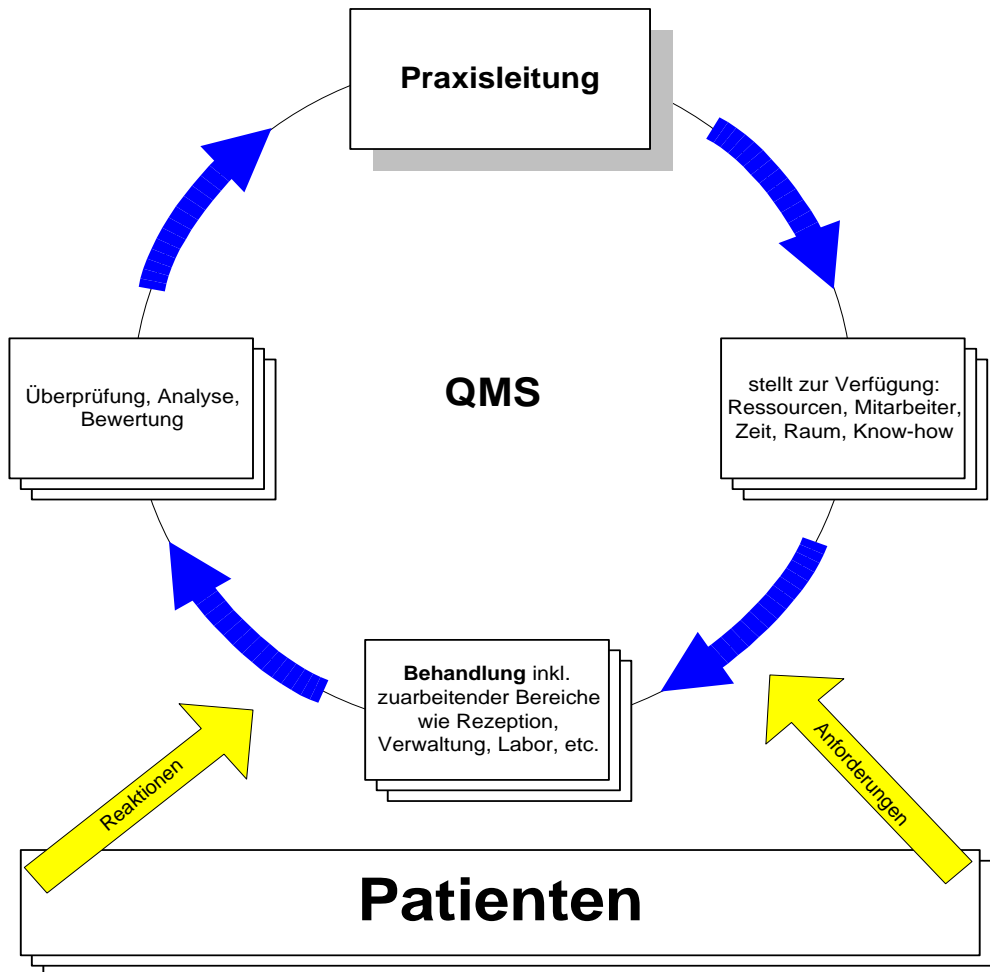 Praxisleitung
Überprüfung, Analyse,
Bewertung
QMS
stellt zur Verfügung:
Ressourcen, Mitarbeiter,
Zeit, Raum, Know-how
Behandlung inkl.
zuarbeitender Bereiche
wie Rezeption,
Verwaltung, Labor, etc.
Reaktionen
Anforderungen
Patienten